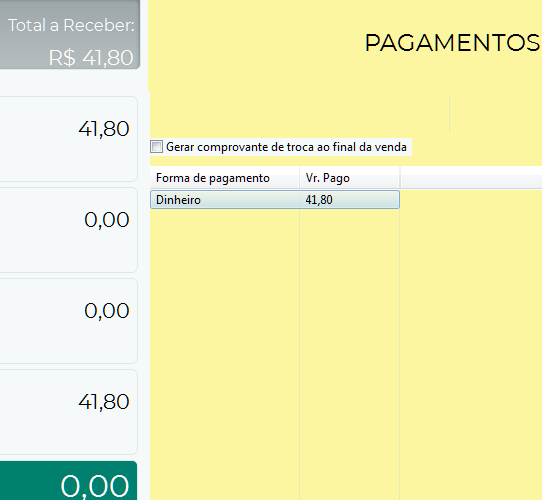 Total a Receber:
R$ 41,80
41,80
0,00
0,00
41,80
0,00
PAGAMENTOS
Gerar comprovante de troca ao final da venda
Forma de pagamento Vr. Pago
Dinheiro 41,80